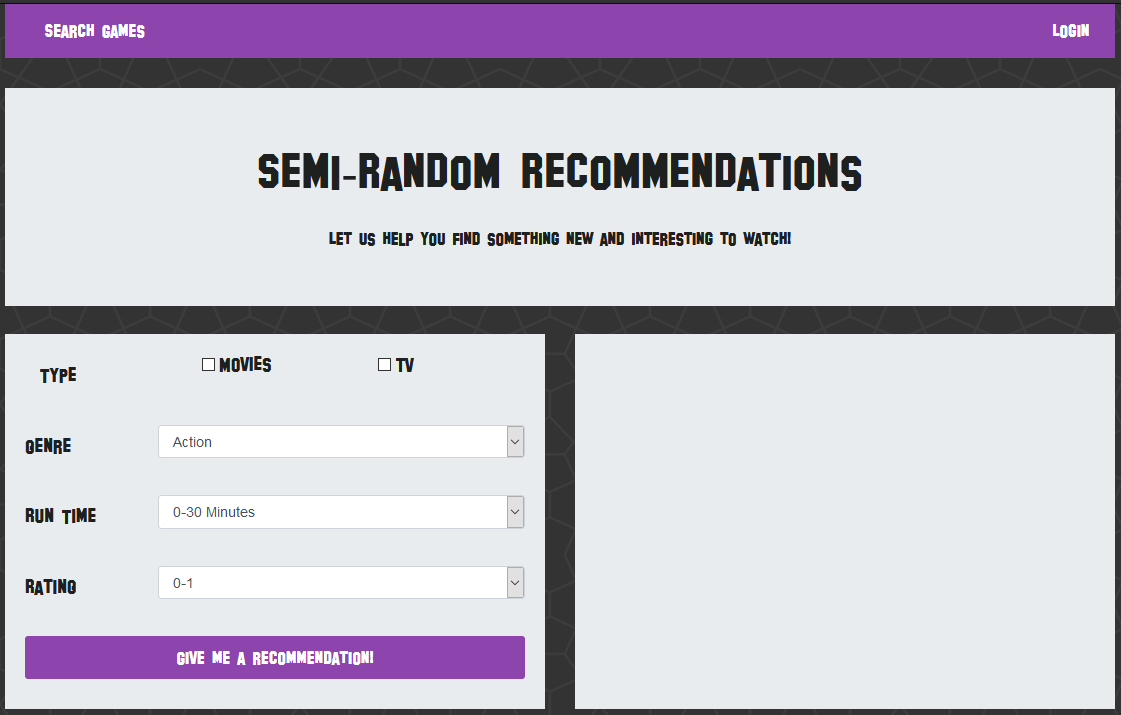 SEARCH GAMES
LOGIN
SEMI-RANDOM RECOMMENDATIONS
LET US HELP YOU FIND SOMETHING NEW AND INTERESTING TO WATCH!
TYPE
MOVIES
TV
GENRE
Action
RUN TIME
0-30 Minutes
RATING
0-1
GIVE ME A RECOMMENDATION!